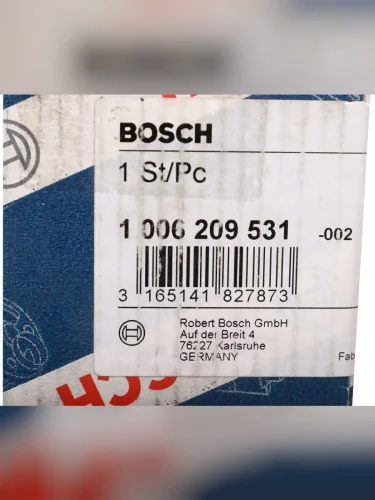 BOSCH
1 St/Pc
1 006 209 531 -002
3 165141 827873
Robert Bosch GmbH
Auf der Breit 4
76227 Karlsruhe
GERMANY
Fab